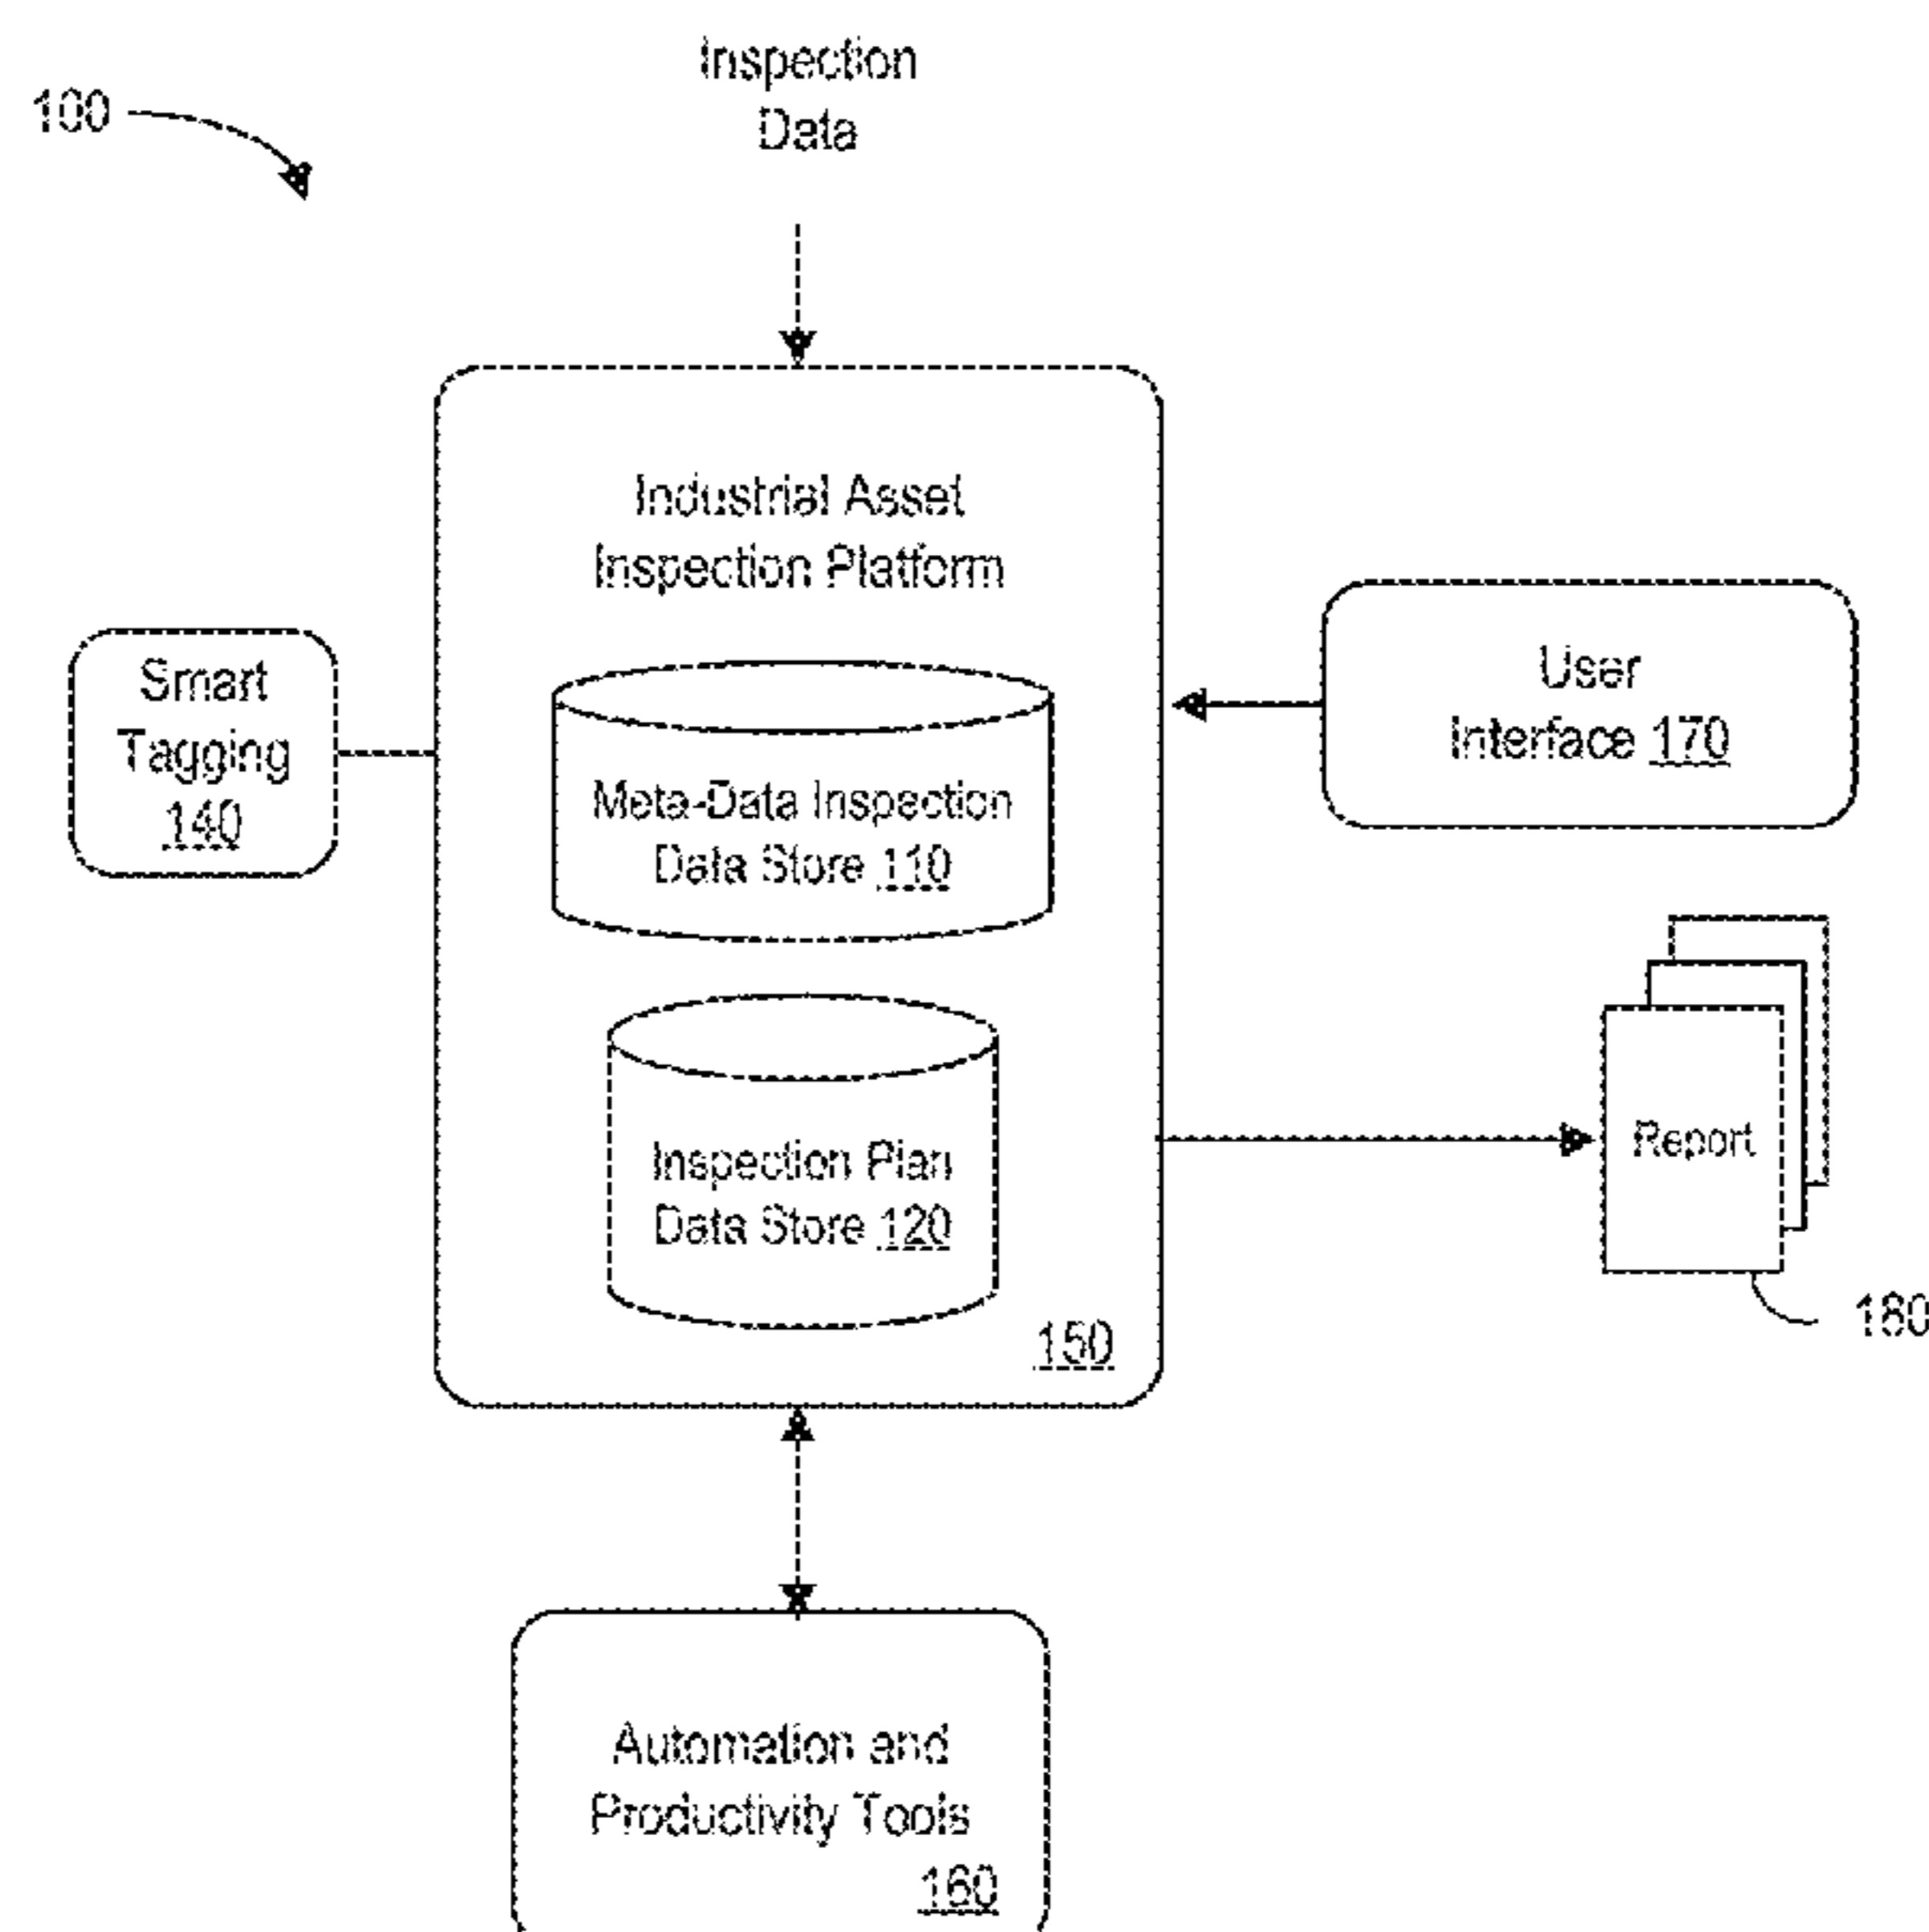 Inspection
Data
100
Industrial Asset
Inspection Platform
Smart
Tagging
140
User
Interface 170
Meta-Data Inspection
Data Store 110
Inspection Plan
Data Store 120
Report
150
180
Automation and
Productivity Tools
160